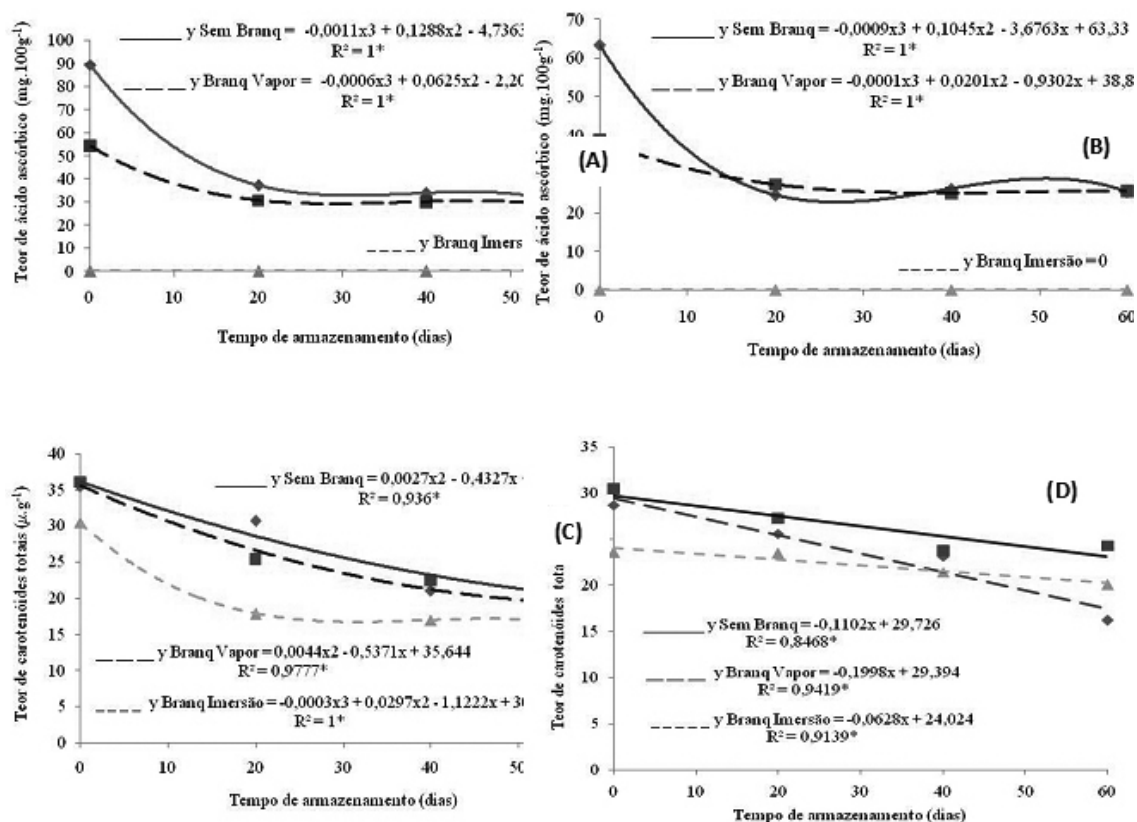 y Sem Branq = -0,0011x3 + 0,1288x2 - 4,7363
R² = 1*
y Branq Vapor = -0,0006x3 + 0,0625x2 - 2,20
R² = 1*
y Branq Imers
Teor de ácido ascórbico (mg.100g-1)
100
90
80
70
60
50
40
30
20
10
0
0 10 20 30 40 50
Tempo de armazenamento (dias)
(A)
y Sem Branq = -0,0009x3 + 0,1045x2 - 3,6763x + 63,33
R² = 1*
y Branq Vapor = -0,0001x3 + 0,0201x2 - 0,9302x + 38,8
R² = 1*
(B)
y Branq Imersão = 0
Teor de ácido ascórbico (mg.100g-1)
70
60
50
40
20
10
0
0 10 20 30 40 50 60
Tempo de armazenamento (dias)
y Sem Branq = 0,0027x2 - 0,4327x
R² = 0,936*
(C)
y Branq Vapor = 0,0044x2 - 0,5371x + 35,644
R² = 0,9777*
y Branq Imersão = -0,0003x3 + 0,0297x2 - 1,1222x + 30
R² = 1*
Teor de carotenóides totais (µ.g-1)
40
35
30
25
20
15
10
5
0
0 10 20 30 40 50
Tempo de armazenamento (dias)
(D)
y Sem Branq = -0,1102x + 29,726
R² = 0,8468*
y Branq Vapor = -0,1998x + 29,394
R² = 0,9419*
y Branq Imersão = -0,0628x + 24,024
R² = 0,9139*
Teor de carotenóides tota
35
30
20
15
10
5
0
0 20 40 60
Tempo de armazenamento (dias)